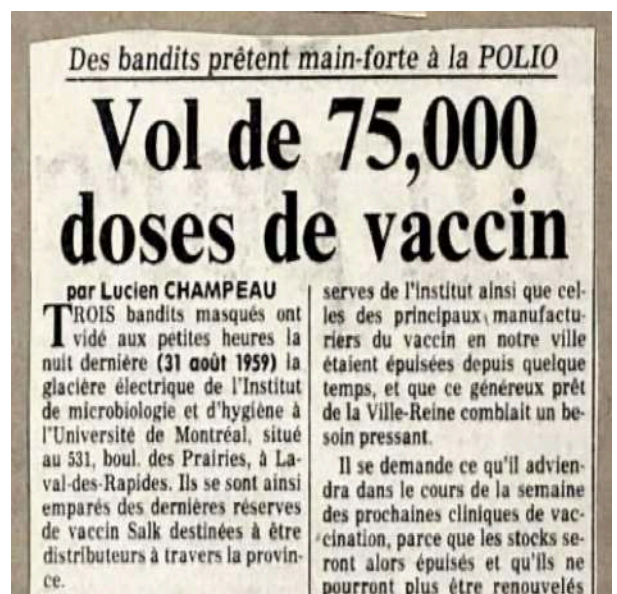 Des bandits prêtent main-forte à la POLIO
Vol de 75,000
doses de vaccin
par Lucien CHAMPEAU
TROIS bandits masqués ont
vidé aux petites heures la
nuit dernière (31 août 1959) la
glacière électrique de l'Institut
de microbiologie et d'hygiène à
l'Université de Montréal, situé
au 531, boul. des Prairies, à La-
val-des-Rapides. Ils se sont ainsi
emparés des dernières réserves
de vaccin Salk destinées à être
distributeurs à travers la provin-
ce.
serves de l'institut ainsi que cel-
les des principaux manufactu-
riers du vaccin en notre ville
étaient épuisées depuis quelque
temps, et que ce généreux prêt
de la Ville-Reine comblait un be-
soin pressant.
Il se demande ce qu'il advien-
dra dans le cours de la semaine
des prochaines cliniques de vac-
cination, parce que les stocks se-
ront alors épuisés et qu'ils ne
pourront plus être renouvelés